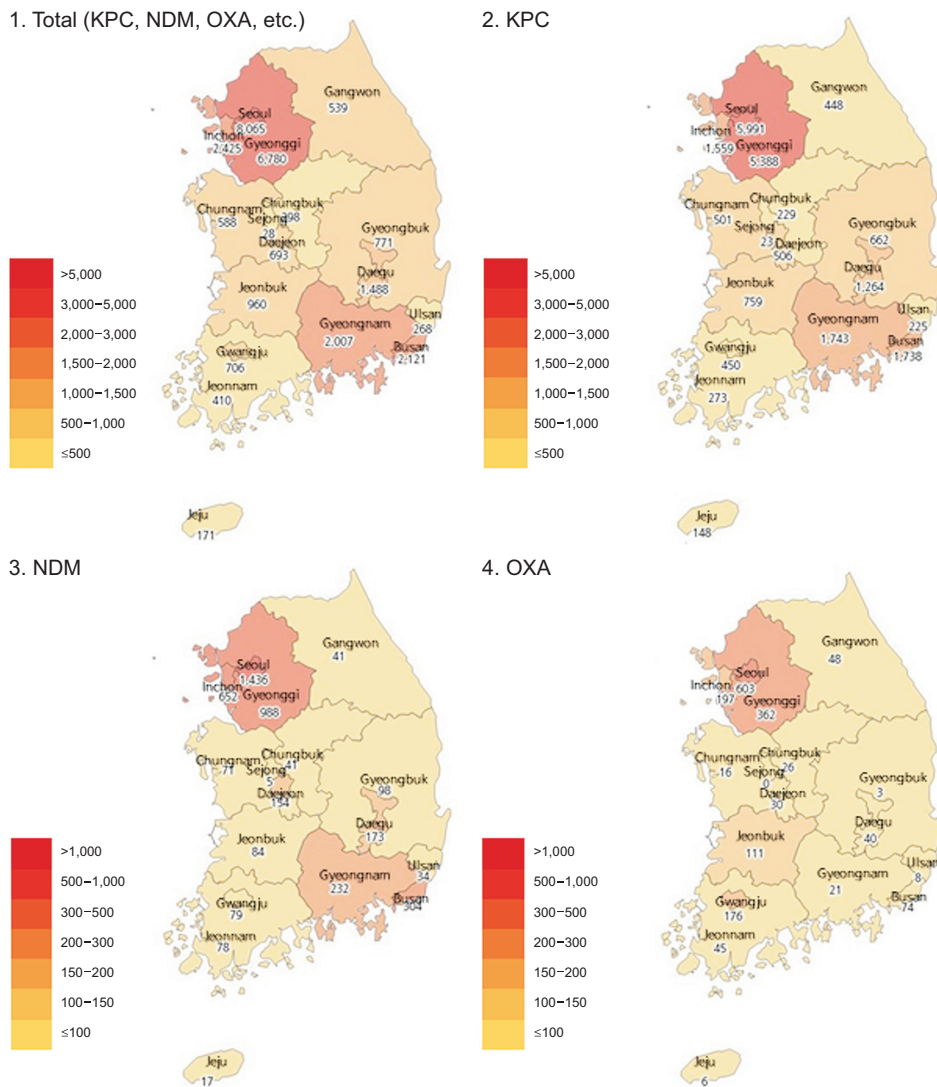 1. Total (KPC, NDM, OXA, etc.)
Gangwon
539
Seoul
8,065
Inchon
2,425
Gyeonggi
6,780
Chungbuk
398
Chungnam
588
Sejong
28
Daejeon
693
Gyeongbuk
771
Daegu
1,488
Jeonbuk
960
Gyeongnam
2,007
Ulsan
268
Busan
2,121
Gwangju
706
Jeonnam
410
Jeju
171
>5,000
3,000−5,000
2,000−3,000
1,500−2,000
1,000−1,500
500−1,000
≤500
2. KPC
Gangwon
448
Seoul
5,991
Inchon
1,559
Gyeonggi
5,388
Chungbuk
229
Chungnam
501
Sejong
23
Daejeon
506
Gyeongbuk
662
Daegu
1,264
Jeonbuk
759
Gyeongnam
1,743
Ulsan
225
Busan
1,738
Gwangju
450
Jeonnam
273
Jeju
148
>5,000
3,000−5,000
2,000−3,000
1,500−2,000
1,000−1,500
500−1,000
≤500
3. NDM
Gangwon
41
Seoul
1,436
Inchon
652
Gyeonggi
988
Chungbuk
41
Chungnam
71
Sejong
5
Daejeon
154
Gyeongbuk
98
Daegu
173
Jeonbuk
84
Gyeongnam
232
Ulsan
34
Busan
304
Gwangju
79
Jeonnam
78
Jeju
17
>1,000
500−1,000
300−500
200−300
150−200
100−150
≤100
4. OXA
Gangwon
48
Seoul
603
Inchon
197
Gyeonggi
362
Chungbuk
26
Chungnam
16
Sejong
0
Daejeon
30
Gyeongbuk
3
Daegu
40
Jeonbuk
111
Gyeongnam
21
Ulsan
8
Busan
74
Gwangju
176
Jeonnam
45
Jeju
6
>1,000
500−1,000
300−500
200−300
150−200
100−150
≤100